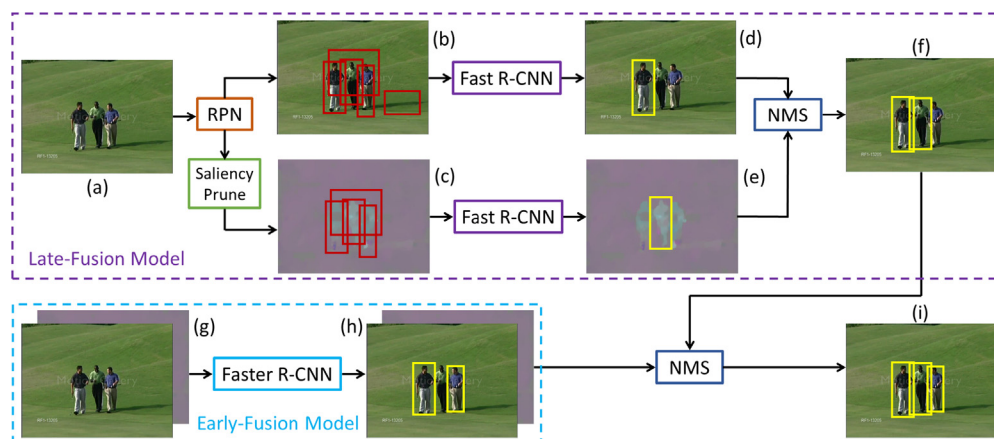 (a)
RPN
Saliency
Prune
(b)
Fast R-CNN
(d)
(c)
Fast R-CNN
(e)
NMS
(f)
Late-Fusion Model
(g)
Faster R-CNN
(h)
Early-Fusion Model
NMS
(i)